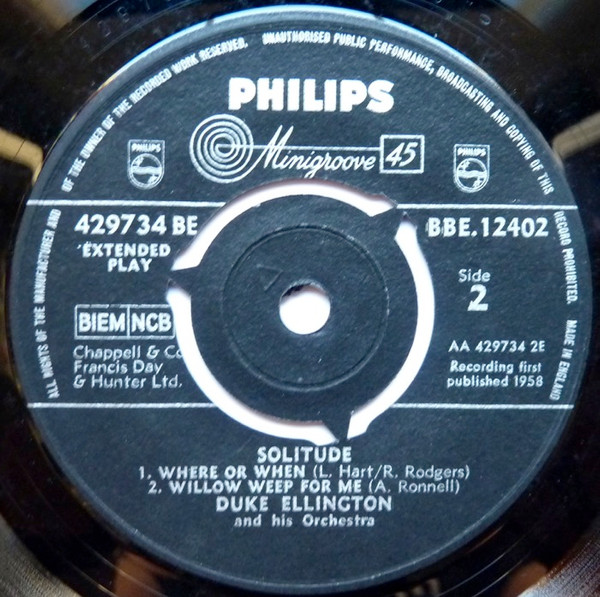 ALL RIGHTS OF THE MANUFACTURER AND OF THE OWNER OF THE RECORDED WORK RESERVED. UNAUTHORISED PUBLIC PERFORMANCE, BROADCASTING AND COPYING OF THIS RECORD PROHIBITED. MADE IN ENGLAND
PHILIPS
Minigroove 45
PHILIPS
PHILIPS
429734 BE
BBE.12402
EXTENDED
PLAY
Side
2
BIEM NCB
AA 429734 2E
Chappell & Co
Francis Day
& Hunter Ltd.
Recording first
published 1958
SOLITUDE
1. WHERE OR WHEN (L. Hart/R. Rodgers)
2. WILLOW WEEP FOR ME (A. Ronnell)
DUKE ELLINGTON
and his Orchestra